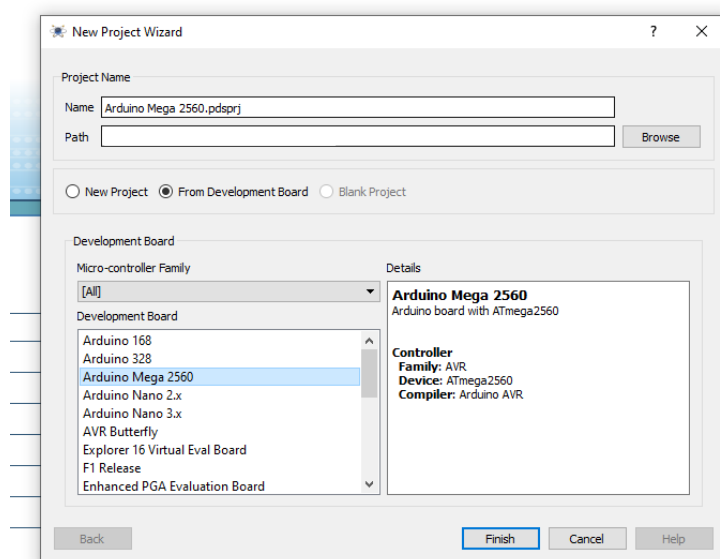 New Project Wizard
?
Project Name
Name Arduino Mega 2560.pdsprj
Path
Browse
New Project From Development Board Blank Project
Development Board
Micro-controller Family
[All]
Development Board
Arduino 168
Arduino 328
Arduino Mega 2560
Arduino Nano 2.x
Arduino Nano 3.x
AVR Butterfly
Explorer 16 Virtual Eval Board
F1 Release
Enhanced PGA Evaluation Board
Details
Arduino Mega 2560
Arduino board with ATmega2560
Controller
Family: AVR
Device: ATmega2560
Compiler: Arduino AVR
Back Finish Cancel Help